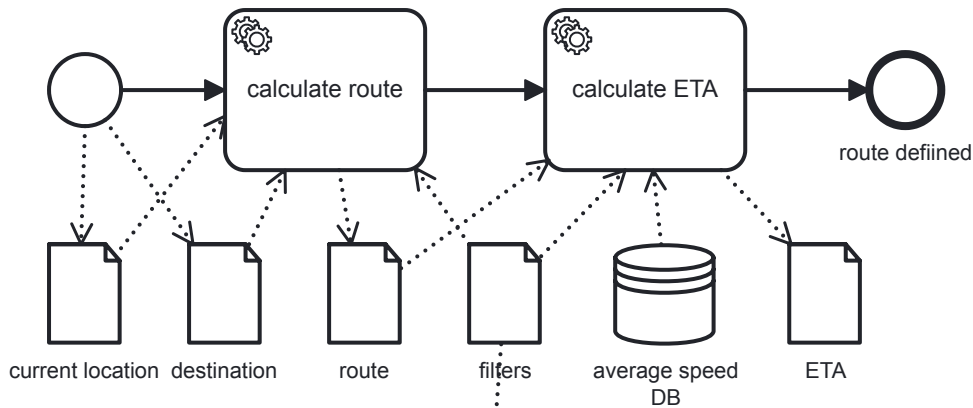 calculate route
calculate ETA
route defiined
current location
destination
route
filters
average speed
DB
ETA